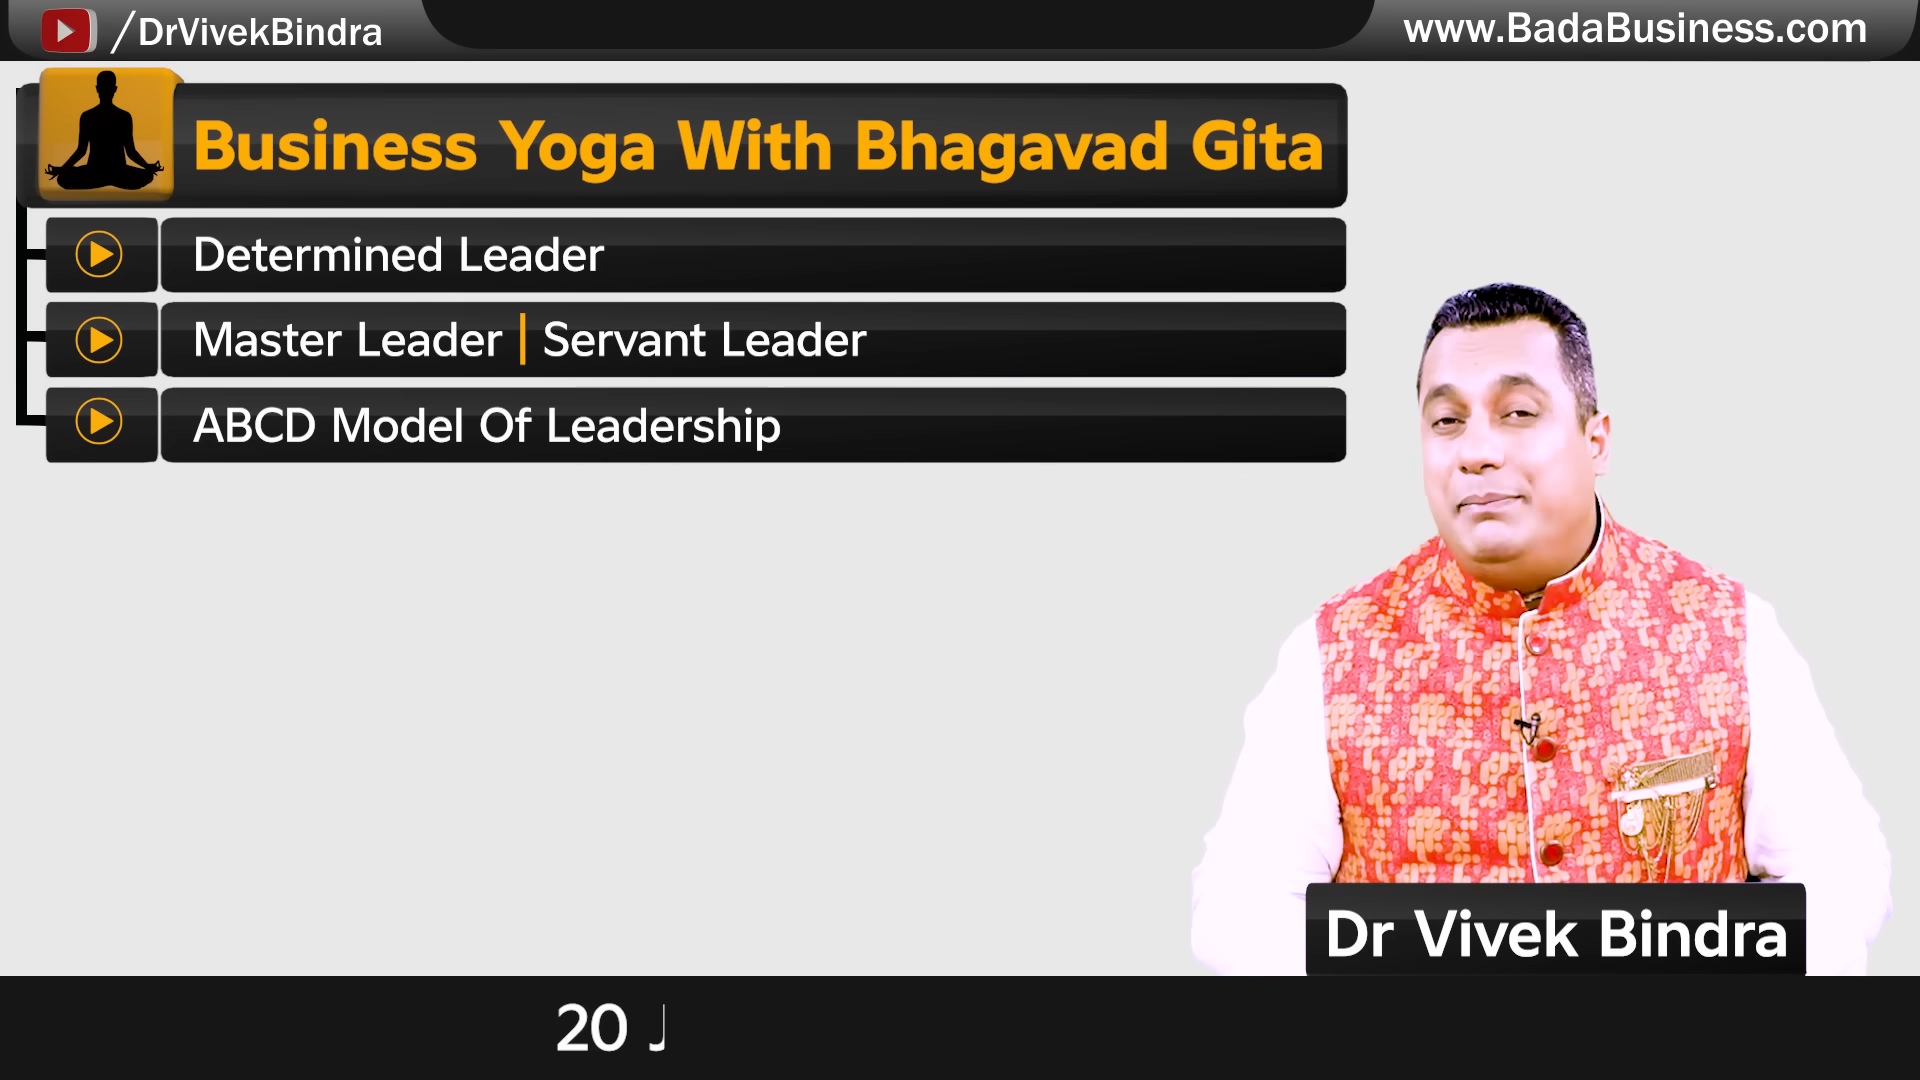 /DrVivekBindra
www.BadaBusiness.com
Business Yoga With Bhagavad Gita
Determined Leader
Master Leader | Servant Leader
ABCD Model Of Leadership
Dr Vivek Bindra
20